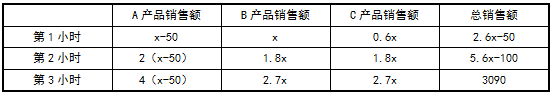 A产品销售额 B产品销售额 C产品销售额 总销售额
第1小时 x-50 x 0.6x 2.6x-50
第2小时 2（x-50） 1.8x 1.8x 5.6x-100
第3小时 4（x-50） 2.7x 2.7x 3090